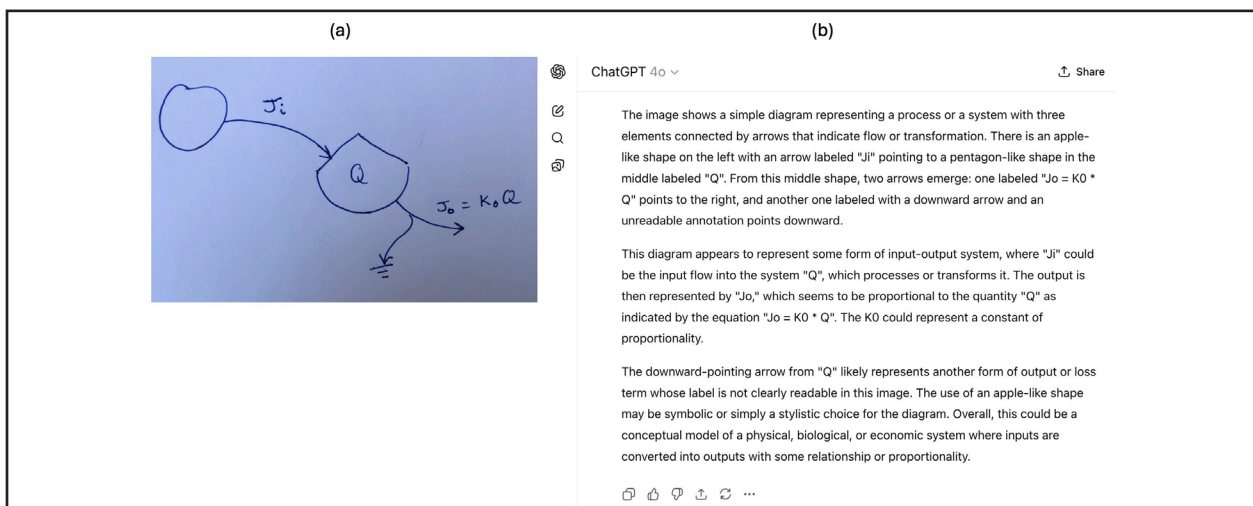 (a)
(b)
Ji
Q
Jo = KoQ
ChatGPT 4o
Share
The image shows a simple diagram representing a process or a system with three
elements connected by arrows that indicate flow or transformation. There is an apple-
like shape on the left with an arrow labeled "Ji" pointing to a pentagon-like shape in the
middle labeled "Q". From this middle shape, two arrows emerge: one labeled "Jo = K0 *
Q" points to the right, and another one labeled with a downward arrow and an
unreadable annotation points downward.
This diagram appears to represent some form of input-output system, where "Ji" could
be the input flow into the system "Q", which processes or transforms it. The output is
then represented by "Jo," which seems to be proportional to the quantity "Q" as
indicated by the equation "Jo = K0 * Q". The K0 could represent a constant of
proportionality.
The downward-pointing arrow from "Q" likely represents another form of output or loss
term whose label is not clearly readable in this image. The use of an apple-like shape
may be symbolic or simply a stylistic choice for the diagram. Overall, this could be a
conceptual model of a physical, biological, or economic system where inputs are
converted into outputs with some relationship or proportionality.